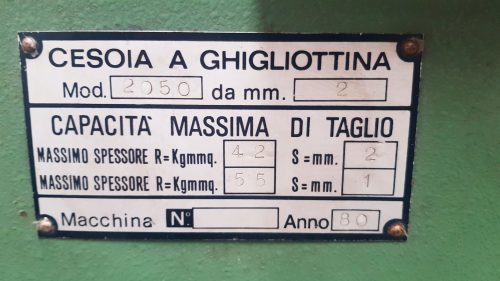 CESOIA A GHIGLIOTTINA
Mod. 2050 da mm. 2
CAPACITÀ MASSIMA DI TAGLIO
MASSIMO SPESSORE R=Kgmmq. 42 S=mm. 2
MASSIMO SPESSORE R=Kgmmq. 55 S=mm. 1
Macchina N° Anno 80